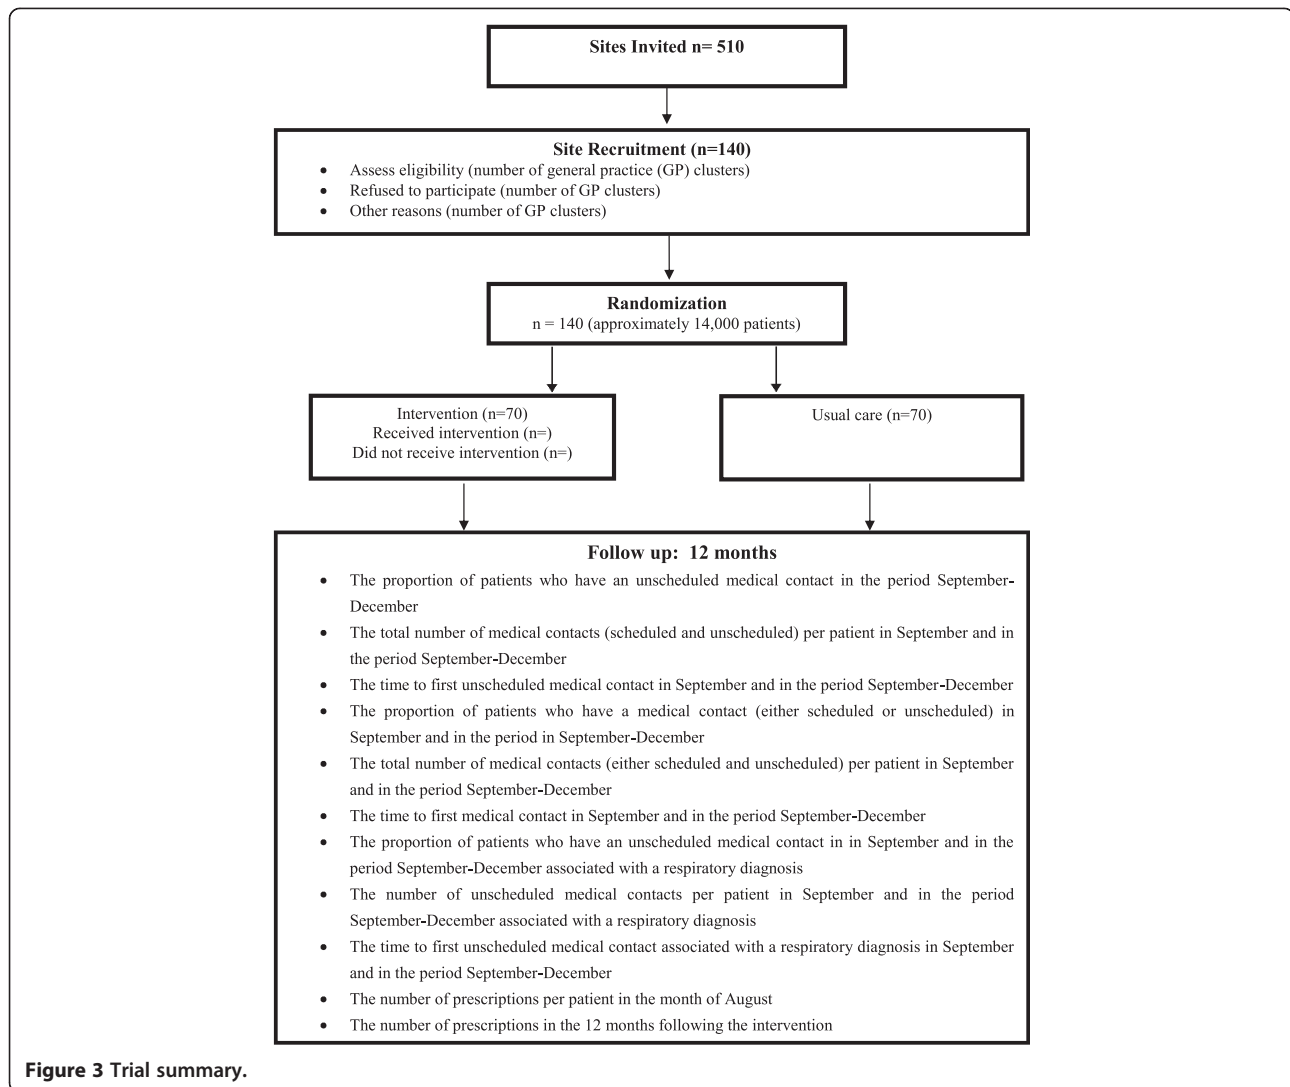 Sites Invited n= 510
Site Recruitment (n=140)
• Assess eligibility (number of general practice (GP) clusters)
• Refused to participate (number of GP clusters)
• Other reasons (number of GP clusters)
Randomization
n = 140 (approximately 14,000 patients)
Intervention (n=70)
Received intervention (n=)
Did not receive intervention (n=)
Usual care (n=70)
Follow up: 12 months
• The proportion of patients who have an unscheduled medical contact in the period September-
December
• The total number of medical contacts (scheduled and unscheduled) per patient in September and in
the period September-December
• The time to first unscheduled medical contact in September and in the period September-December
• The proportion of patients who have a medical contact (either scheduled or unscheduled) in
September and in the period in September-December
• The total number of medical contacts (either scheduled and unscheduled) per patient in September
and in the period September-December
• The time to first medical contact in September and in the period September-December
• The proportion of patients who have an unscheduled medical contact in in September and in the
period September-December associated with a respiratory diagnosis
• The number of unscheduled medical contacts per patient in September and in the period
September-December associated with a respiratory diagnosis
• The time to first unscheduled medical contact associated with a respiratory diagnosis in September
and in the period September-December
• The number of prescriptions per patient in the month of August
• The number of prescriptions in the 12 months following the intervention
Figure 3 Trial summary.